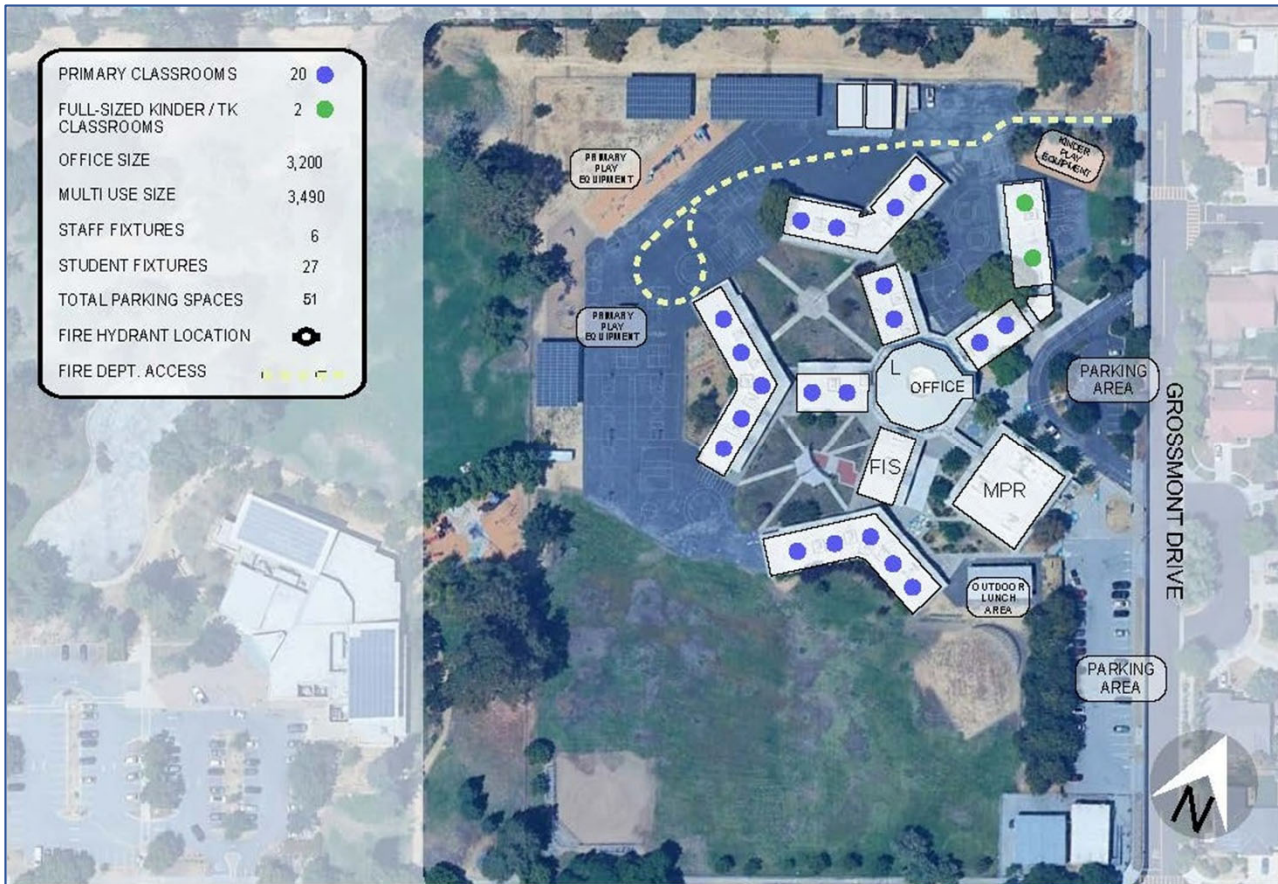 PRIMARY CLASSROOMS 20
FULL-SIZED KINDER / TK 2
CLASSROOMS
OFFICE SIZE 3,200
MULTI USE SIZE 3,490
STAFF FIXTURES 6
STUDENT FIXTURES 27
TOTAL PARKING SPACES 51
FIRE HYDRANT LOCATION
FIRE DEPT. ACCESS
PRIMARY
PLAY
EQUIPMENT
KINDER
PLAY
EQUIPMENT
PRIMARY
PLAY
EQUIPMENT
L
OFFICE
PARKING
AREA
GROSSMONT DRIVE
FIS
MPR
OUTDOOR
LUNCH
AREA
PARKING
AREA
N